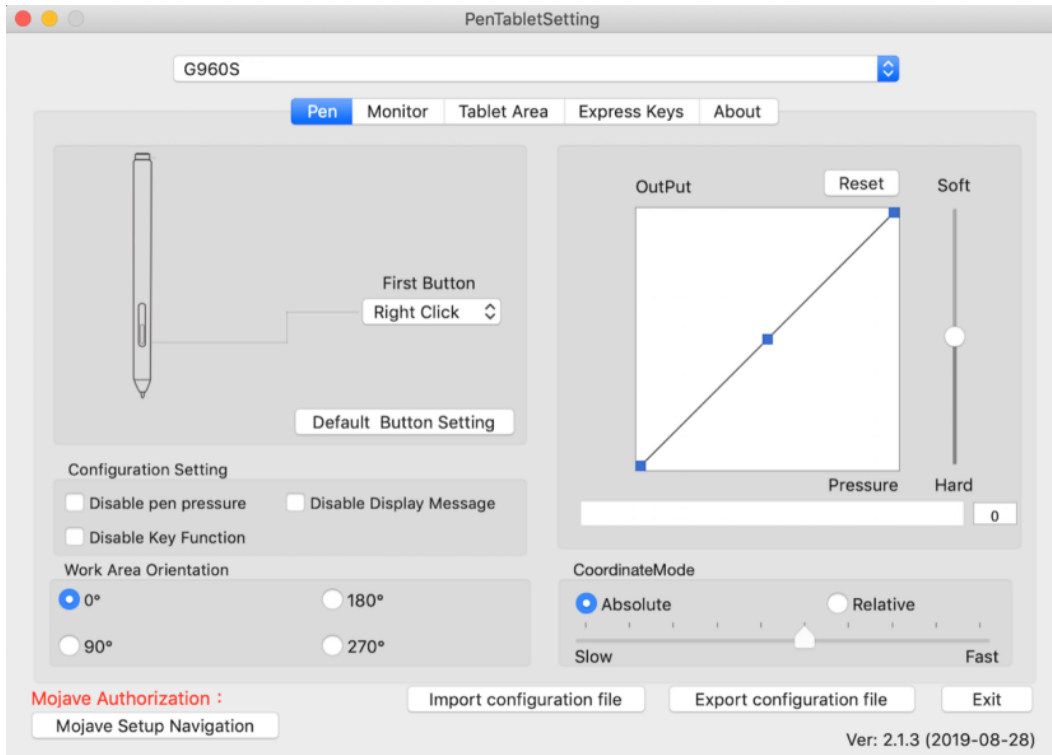 PenTabletSetting
G960S
Pen Monitor Tablet Area Express Keys About
First Button
Right Click
Default Button Setting
OutPut Reset Soft
Pressure Hard
0
Configuration Setting
Disable pen pressure Disable Display Message
Disable Key Function
Work Area Orientation
0° 180°
90° 270°
CoordinateMode
Absolute Relative
Slow Fast
Mojave Authorization :
Mojave Setup Navigation
Import configuration file Export configuration file Exit
Ver: 2.1.3 (2019-08-28)